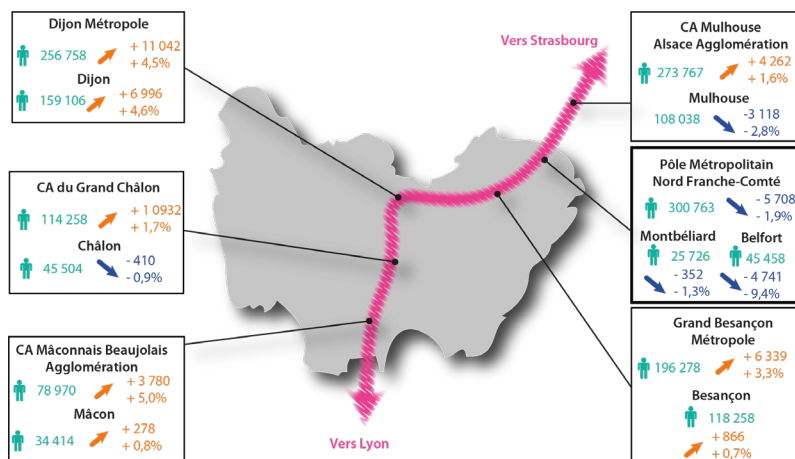 Dijon Métropole
256 758
+ 11 042
+ 4,5%
Dijon
159 106
+ 6 996
+ 4,6%
CA du Grand Châlon
114 258
+ 1 0932
+ 1,7%
Châlon
45 504
- 410
- 0,9%
CA Mâconnais Beaujolais
Agglomération
78 970
+ 3 780
+ 5,0%
Mâcon
34 414
+ 278
+ 0,8%
Vers Strasbourg
Vers Lyon
CA Mulhouse
Alsace Agglomération
273 767
+ 4 262
+ 1,6%
Mulhouse
108 038
-3 118
- 2,8%
Pôle Métropolitain
Nord Franche-Comté
300 763
- 5 708
- 1,9%
Montbéliard
25 726
- 352
- 1,3%
Belfort
45 458
- 4 741
- 9,4%
Grand Besançon
Métropole
196 278
+ 6 339
+ 3,3%
Besançon
118 258
+ 866
+ 0,7%